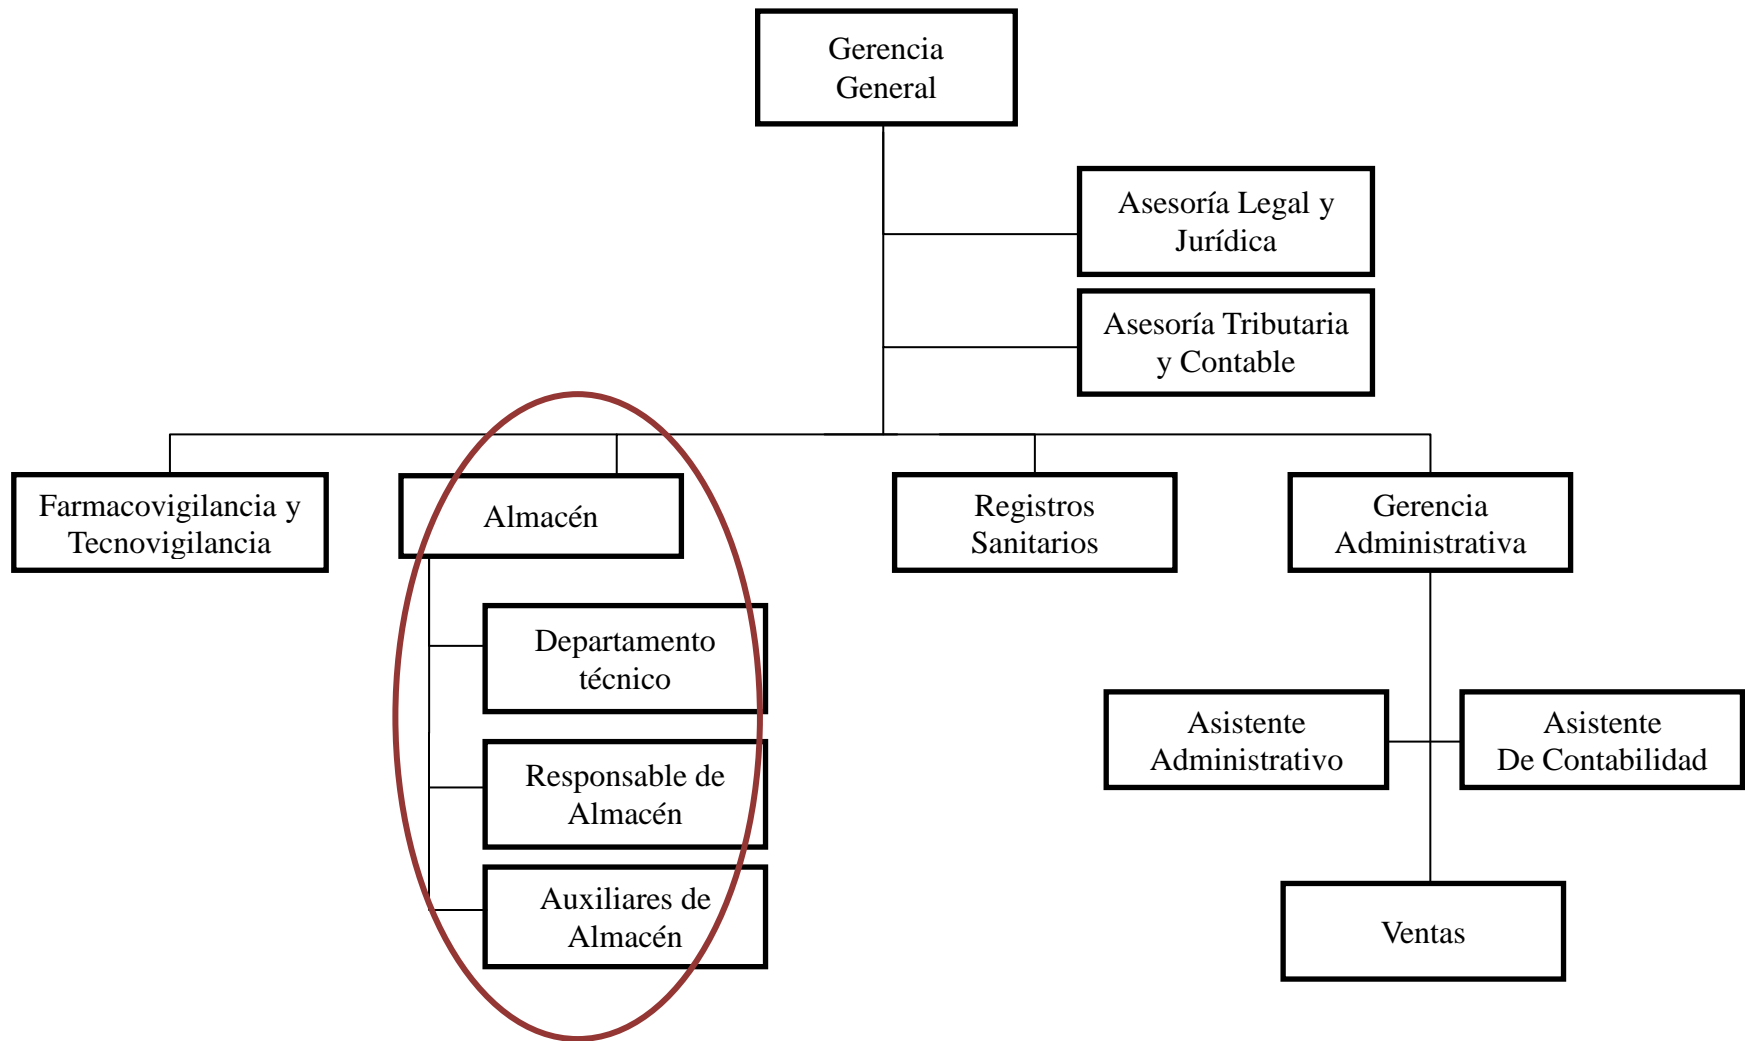 Gerencia
General
Asesoría Legal y
Jurídica
Asesoría Tributaria
y Contable
Farmacovigilancia y
Tecnovigilancia
Almacén
Registros
Sanitarios
Gerencia
Administrativa
Departamento
técnico
Responsable de
Almacén
Auxiliares de
Almacén
Asistente
Administrativo
Asistente
De Contabilidad
Ventas